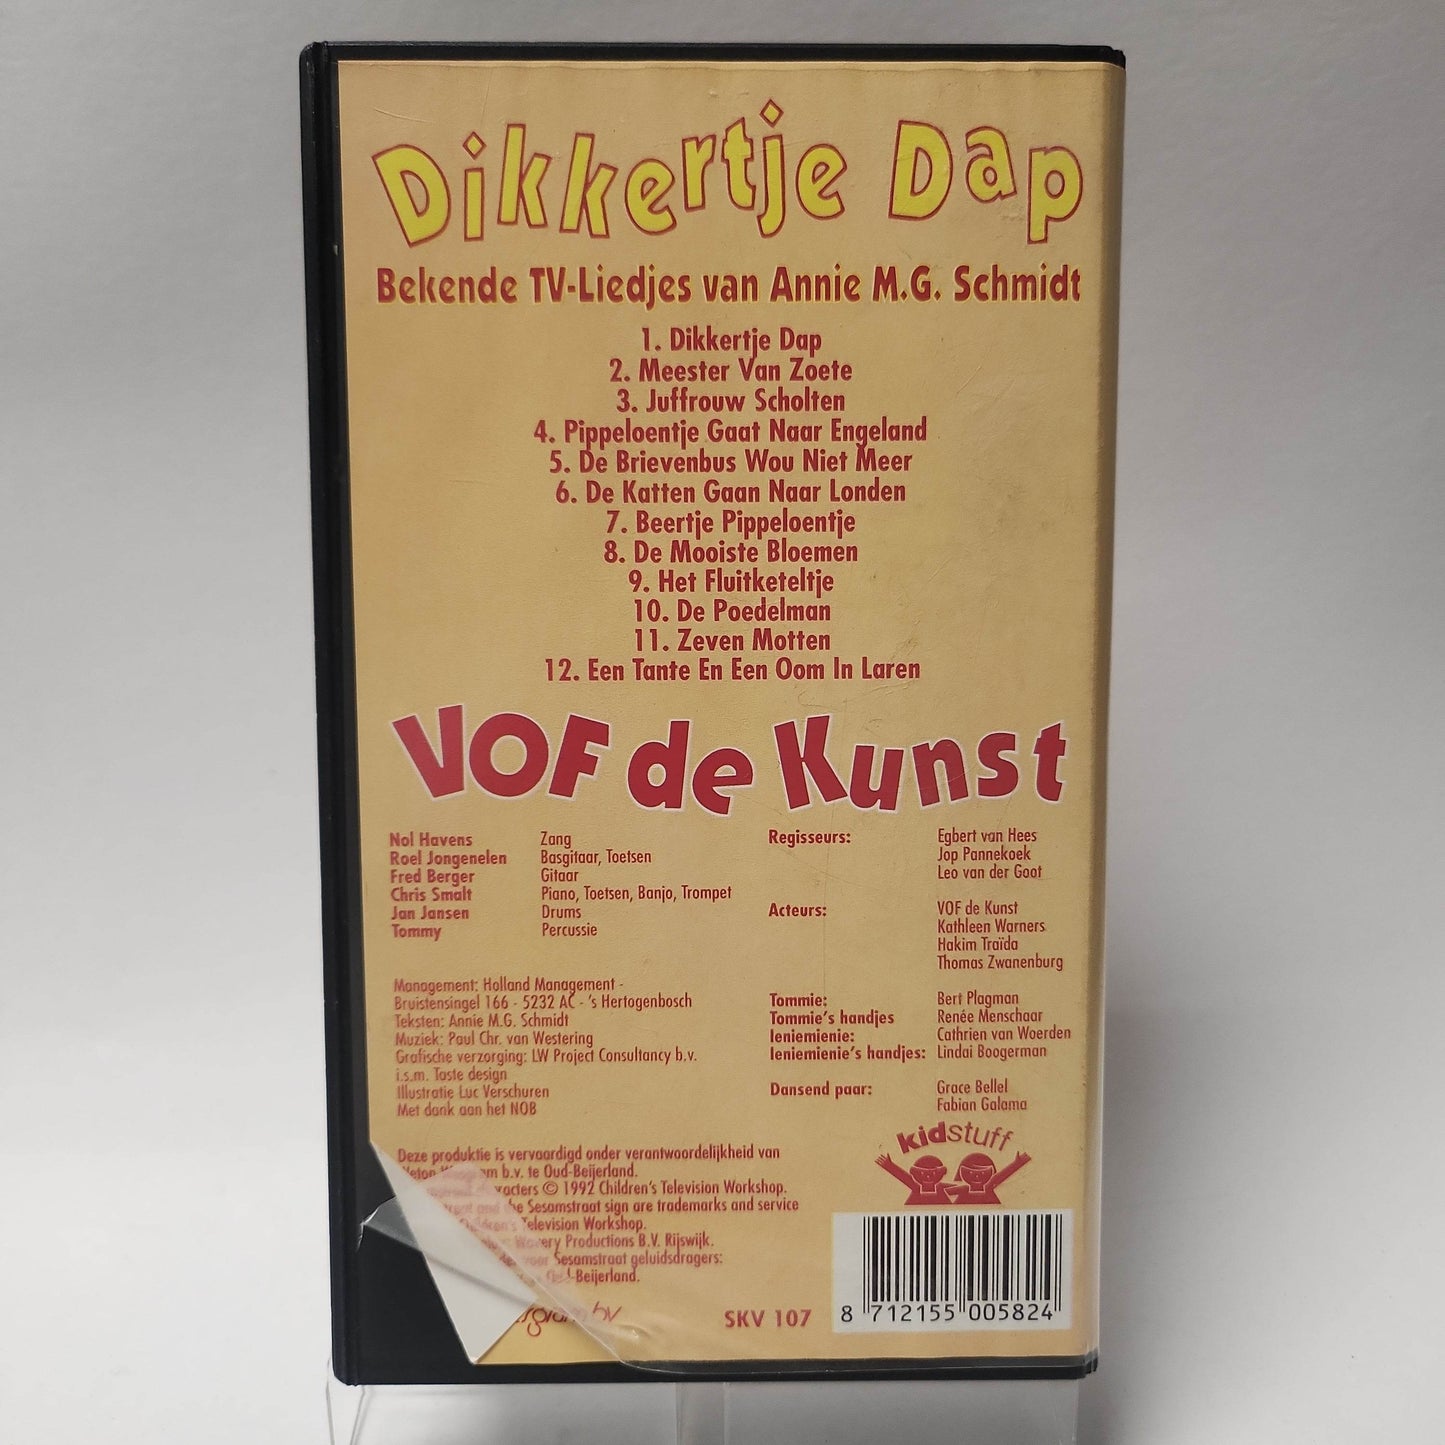 Dikkertje Dap
Bekende TV-Liedjes van Annie M.G. Schmidt
1. Dikkertje Dap
2. Meester Van Zoete
3. Juffrouw Scholten
4. Pippeloentje Gaat Naar Engeland
5. De Brievenbus Wou Niet Meer
6. De Katten Gaan Naar Londen
7. Beertje Pippeloentje
8. De Mooiste Bloemen
9. Het Fluitketeltje
10. De Poedelman
11. Zeven Motten
12. Een Tante En Een Oom In Laren
VOF de Kunst
Nol Havens Zang
Roel Jongenelen Basgitaar, Toetsen
Fred Berger Gitaar
Chris Smalt Piano, Toetsen, Banjo, Trompet
Jan Jansen Drums
Tommy Percussie
Management: Holland Management -
Bruistensingel 166 - 5232 AC - 's Hertogenbosch
Teksten: Annie M.G. Schmidt
Muziek: Paul Chr. van Westering
Grafische verzorging: LW Project Consultancy b.v.
i.s.m. Taste design
Illustratie Luc Verschuren
Met dank aan het NOB
Regisseurs: Egbert van Hees
Jop Pannekoek
Leo van der Goot
Acteurs: VOF de Kunst
Kathleen Warners
Hakim Traïda
Thomas Zwanenburg
Tommie: Bert Plagman
Tommie's handjes Renée Menschaar
Ieniemienie: Cathrien van Woerden
Ieniemienie's handjes: Lindai Boogerman
Dansend paar: Grace Bellel
Fabian Galama
Deze produktie is vervaardigd onder verantwoordelijkheid van
b.v. te Oud-Beijerland.
© 1992 Children's Television Workshop.
and the Sesamstraat sign are trademarks and service
Children's Television Workshop.
Wavery Productions B.V. Rijswijk.
voor Sesamstraat geluidsdragers:
Oud-Beijerland.
bv
SKV 107
kidstuff
8 712155 005824